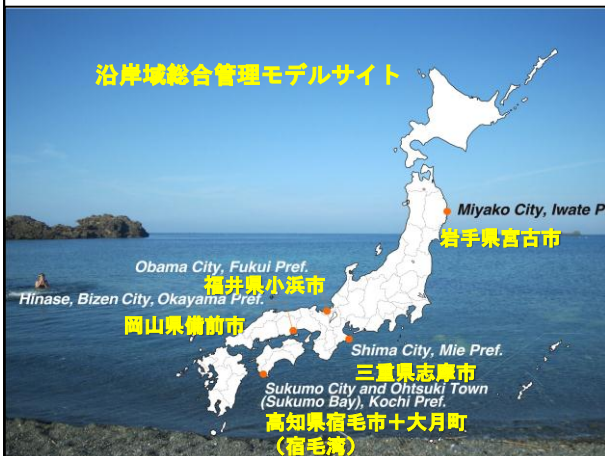 沿岸域総合管理モデルサイト
Miyako City, Iwate P
岩手県宮古市
Obama City, Fukui Pref.
福井県小浜市
Hinase, Bizen City, Okayama Pref.
岡山県備前市
Shima City, Mie Pref.
三重県志摩市
Sukumo City and Ohtsuki Town
(Sukumo Bay), Kochi Pref.
高知県宿毛市＋大月町
（宿毛湾）